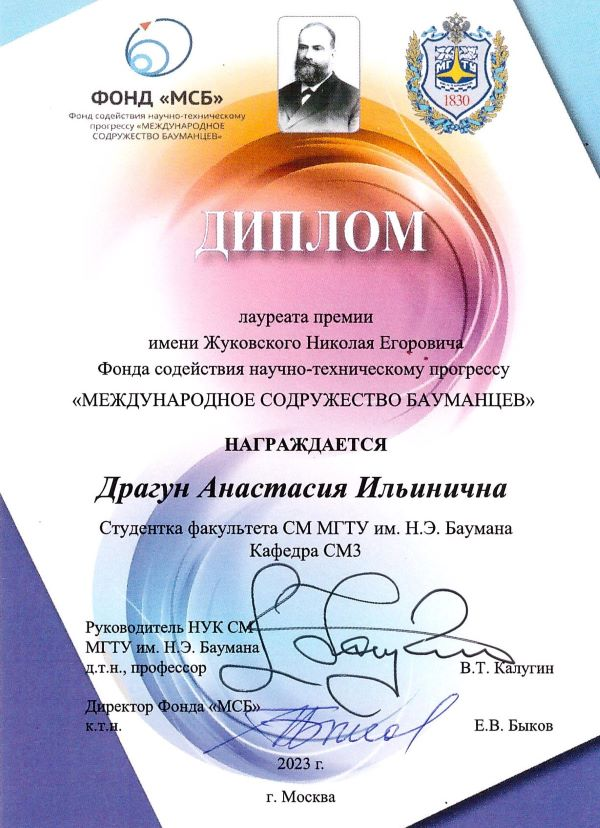 ФОНД «МСБ»
Фонд содействия научно-техническому
прогрессу «МЕЖДУНАРОДНОЕ
СОДРУЖЕСТВО БАУМАНЦЕВ»
МГТУ
1830
ДИПЛОМ
лауреата премии
имени Жуковского Николая Егоровича
Фонда содействия научно-техническому прогрессу
«МЕЖДУНАРОДНОЕ СОДРУЖЕСТВО БАУМАНЦЕВ»
НАГРАЖДАЕТСЯ
Драгун Анастасия Ильинична
Студентка факультета СМ МГТУ им. Н.Э. Баумана
Кафедра СМ3
Руководитель НУК СМ
МГТУ им. Н.Э. Баумана
д.т.н., профессор В.Т. Калугин
Директор Фонда «МСБ»
к.т.н. Е.В. Быков
2023 г.
г. Москва